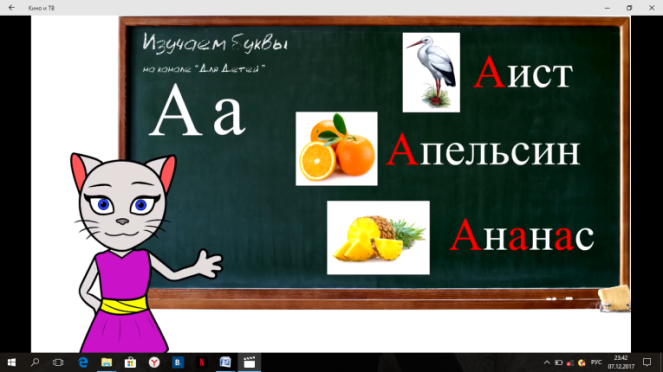 Кино и ТВ
Изучаем буквы
на канале "Для Детей"
А а
Аист
Апельсин
Ананас
РУС
23:42
07.12.2017